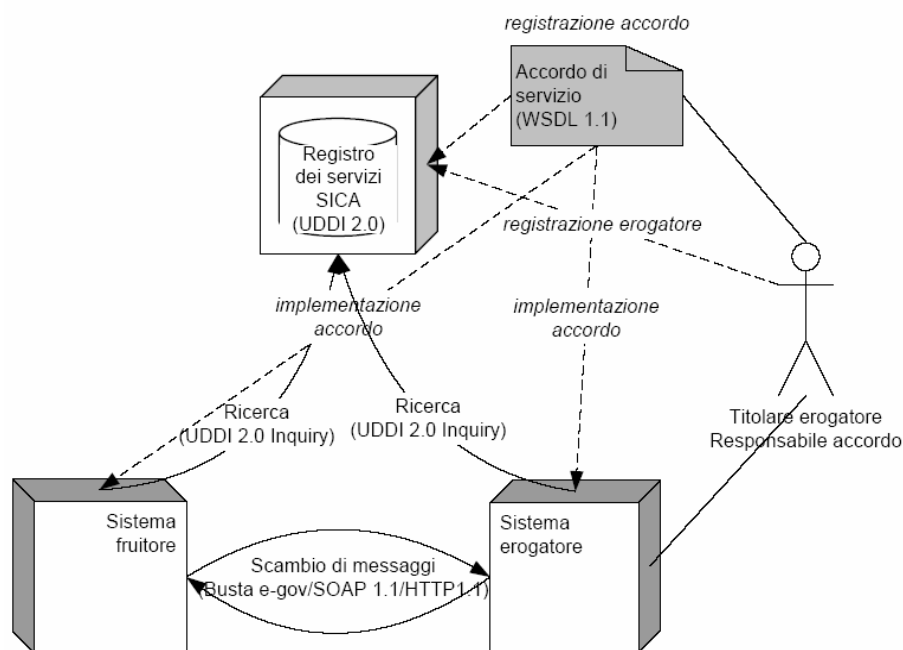 registrazione accordo
Accordo di
servizio
(WSDL 1.1)
Registro
dei servizi
SICA
(UDDI 2.0)
registrazione erogatore
implementazione
accordo
implementazione
accordo
Ricerca
(UDDI 2.0 Inquiry)
Ricerca
(UDDI 2.0 Inquiry)
Titolare erogatore
Responsabile accordo
Sistema
fruitore
Sistema
erogatore
Scambio di messaggi
(Busta e-gov/SOAP 1.1/HTTP1.1)